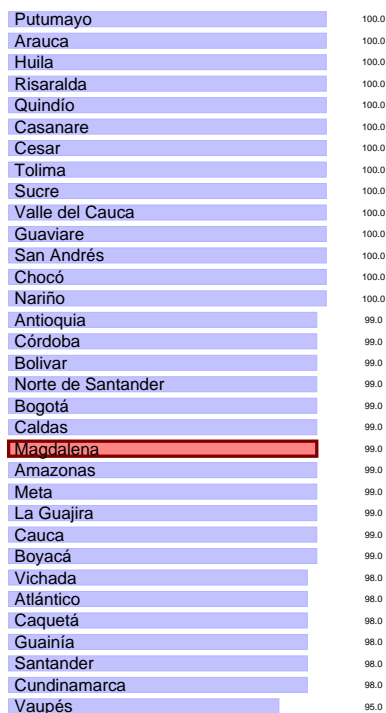 Putumayo 100.0
Arauca 100.0
Huila 100.0
Risaralda 100.0
Quindío 100.0
Casanare 100.0
Cesar 100.0
Tolima 100.0
Sucre 100.0
Valle del Cauca 100.0
Guaviare 100.0
San Andrés 100.0
Chocó 100.0
Nariño 100.0
Antioquia 99.0
Córdoba 99.0
Bolivar 99.0
Norte de Santander 99.0
Bogotá 99.0
Caldas 99.0
Magdalena 99.0
Amazonas 99.0
Meta 99.0
La Guajira 99.0
Cauca 99.0
Boyacá 99.0
Vichada 98.0
Atlántico 98.0
Caquetá 98.0
Guainía 98.0
Santander 98.0
Cundinamarca 98.0
Vaupés 95.0